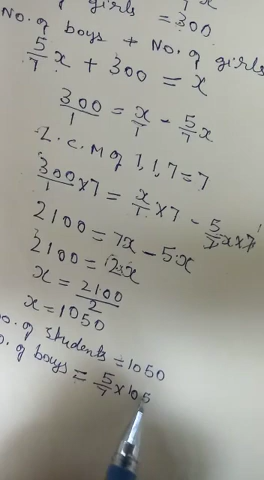 of girls = 7x
= 300
No. of boys + No. of girls
5/7 x + 300 = x
300/1 = x/1 - 5/7 x
L.C.M of 1,1,7 = 7
300/1 × 7 = x/1 × 7 - 5/7 x × 7
2100 = 7x - 5x
2100 = 2x
x = 2100/2
x = 1050
No. of students = 1050
o. of boys = 5/7 × 105